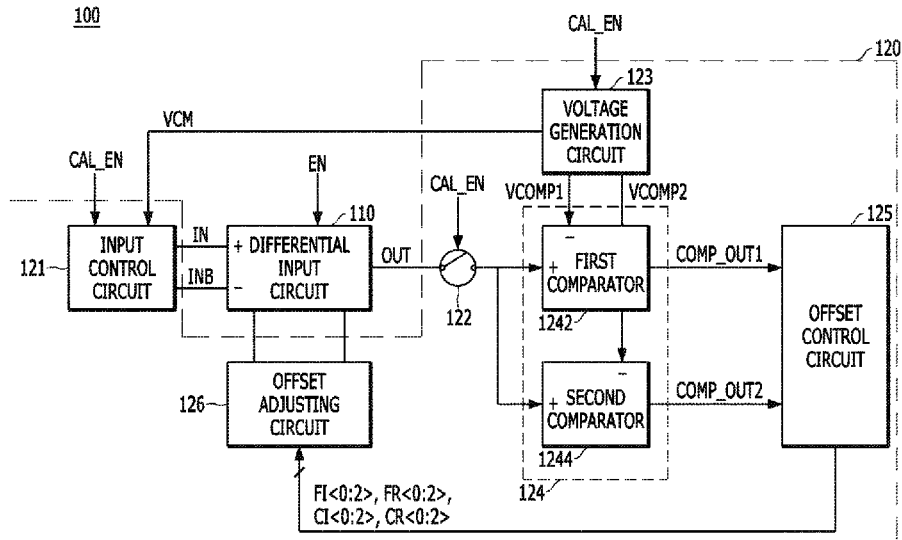 100
CAL_EN
120
123
VOLTAGE
GENERATION
CIRCUIT
VCM
CAL_EN
EN
CAL_EN
VCOMP1
VCOMP2
110
125
INPUT
CONTROL
CIRCUIT
121
IN
INB
+ DIFFERENTIAL
INPUT
- CIRCUIT
OUT
122
-
+ FIRST
COMPARATOR
1242
COMP_OUT1
OFFSET
CONTROL
CIRCUIT
OFFSET
ADJUSTING
CIRCUIT
126
-
+ SECOND
COMPARATOR
1244
COMP_OUT2
124
FI<0:2>, FR<0:2>,
CI<0:2>, CR<0:2>